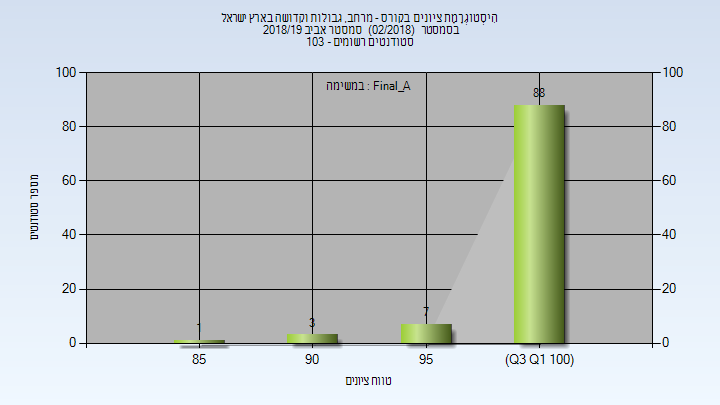 היסטוגרמת ציונים בקורס - מרחב, גבולות וקדושה בארץ ישראל
בסמסטר (02/2018) סמסטר אביב 2018/19
סטודנטים רשומים - 103
במשימה : Final_A
100 100
80 80
60 60
40 40
20 20
0 0
88
7
3
1
מספר סטודנטים
85 90 95 (Q3 Q1 100)
טווח ציונים